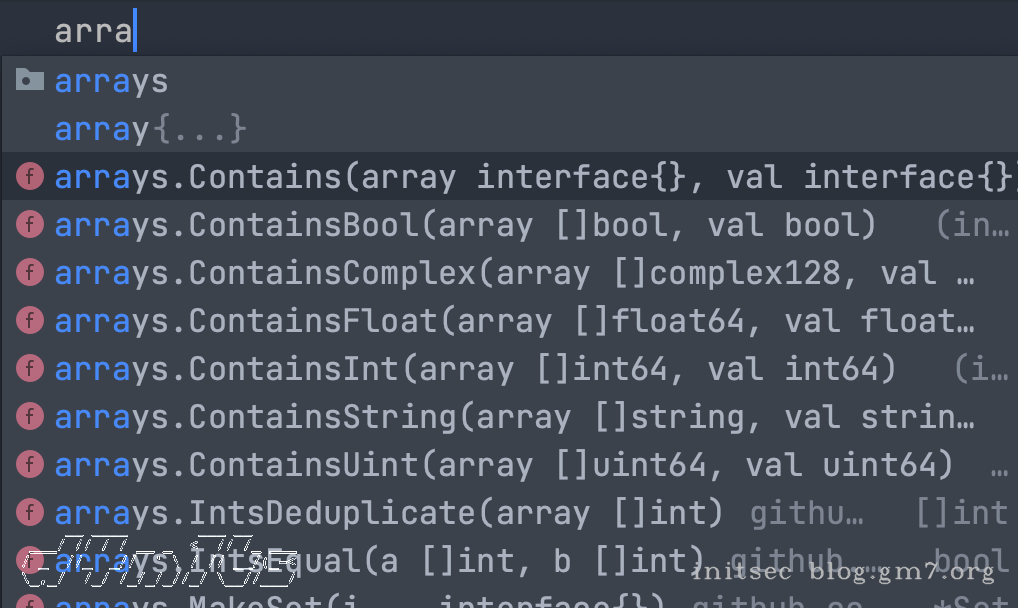 arra
arrays
array{...}
arrays.Contains(array interface{}, val interface{})
arrays.ContainsBool(array []bool, val bool) (in…
arrays.ContainsComplex(array []complex128, val …
arrays.ContainsFloat(array []float64, val float…
arrays.ContainsInt(array []int64, val int64) (i…
arrays.ContainsString(array []string, val strin…
arrays.ContainsUint(array []uint64, val uint64) …
arrays.IntsDeduplicate(array []int) githu… []int
arrays.IntsEqual(a []int, b []int) github… bool
initsec blog.gm7.org
arrays.MakeSet(i ... interface{}) github.co… *Set